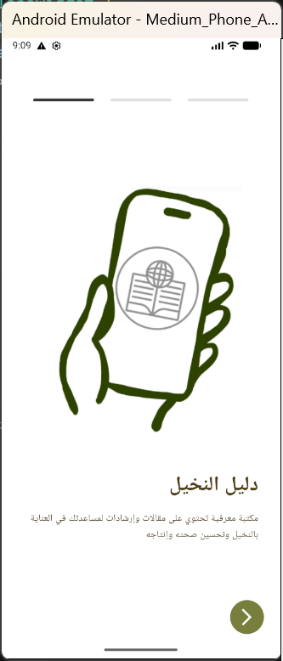 Android Emulator - Medium_Phone_A...
9:09
دليل النخيل
مكتبة معرفية تحتوي على مقالات وإرشادات لمساعدتك في العناية
بالنخيل وتحسين صحته وإنتاجه